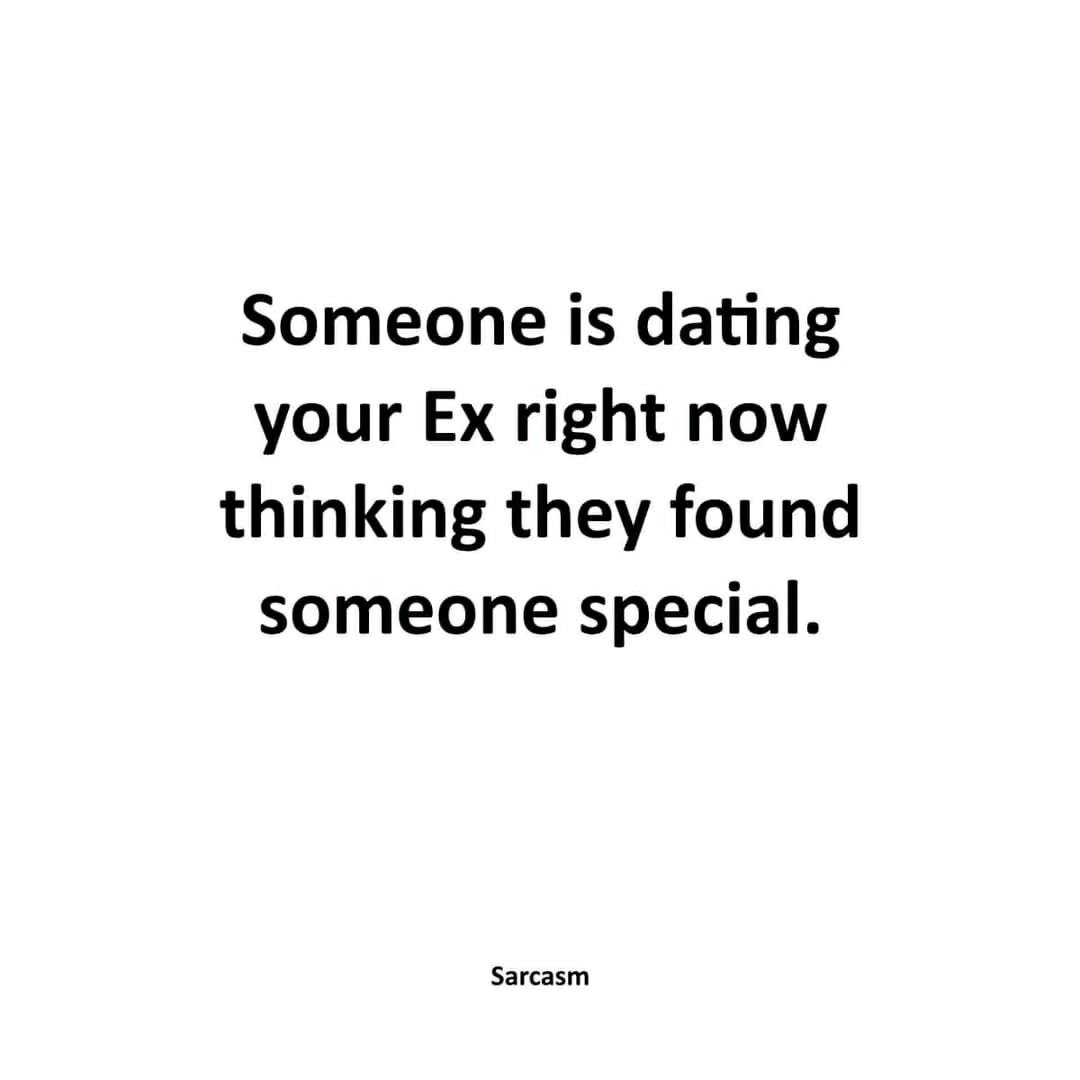 Someone is dating
your Ex right now
thinking they found
someone special.
Sarcasm